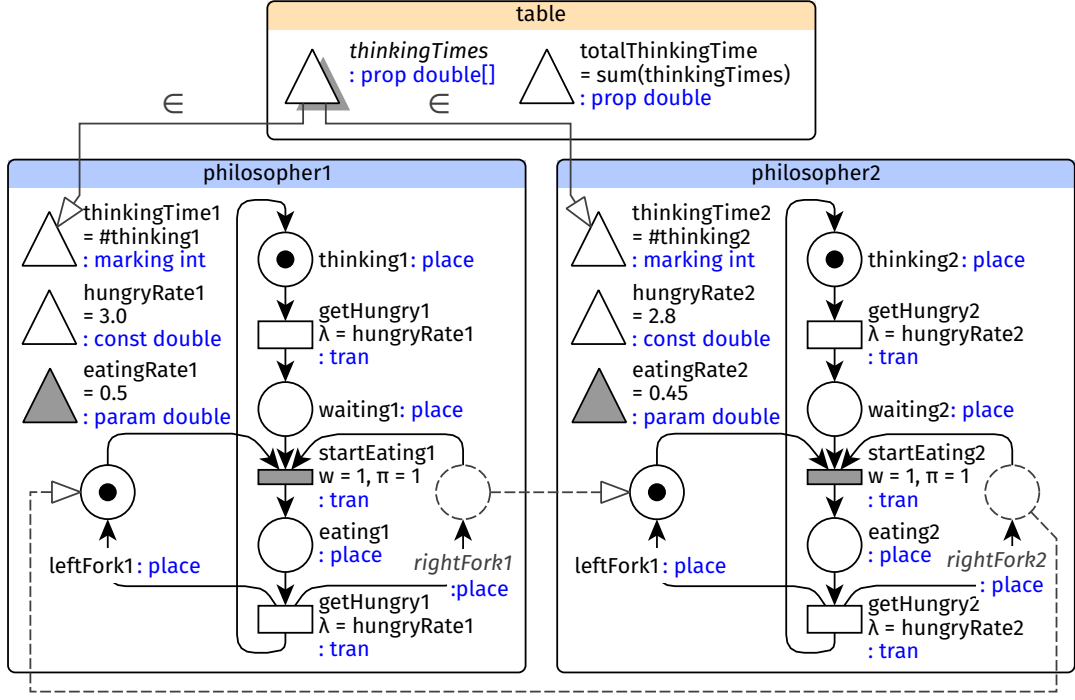 table
thinkingTimes
: prop double[]
totalThinkingTime
= sum(thinkingTimes)
: prop double
∈
∈
philosopher1
thinkingTime1
= #thinking1
: marking int
hungryRate1
= 3.0
: const double
eatingRate1
= 0.5
: param double
thinking1: place
getHungry1
λ = hungryRate1
: tran
waiting1: place
startEating1
w = 1, π = 1
: tran
eating1
: place
leftFork1: place
rightFork1
:place
getHungry1
λ = hungryRate1
: tran
philosopher2
thinkingTime2
= #thinking2
: marking int
hungryRate2
= 2.8
: const double
eatingRate2
= 0.45
: param double
thinking2: place
getHungry2
λ = hungryRate2
: tran
waiting2: place
startEating2
w = 1, π = 1
: tran
eating2
: place
leftFork1: place
rightFork2
: place
getHungry2
λ = hungryRate2
: tran